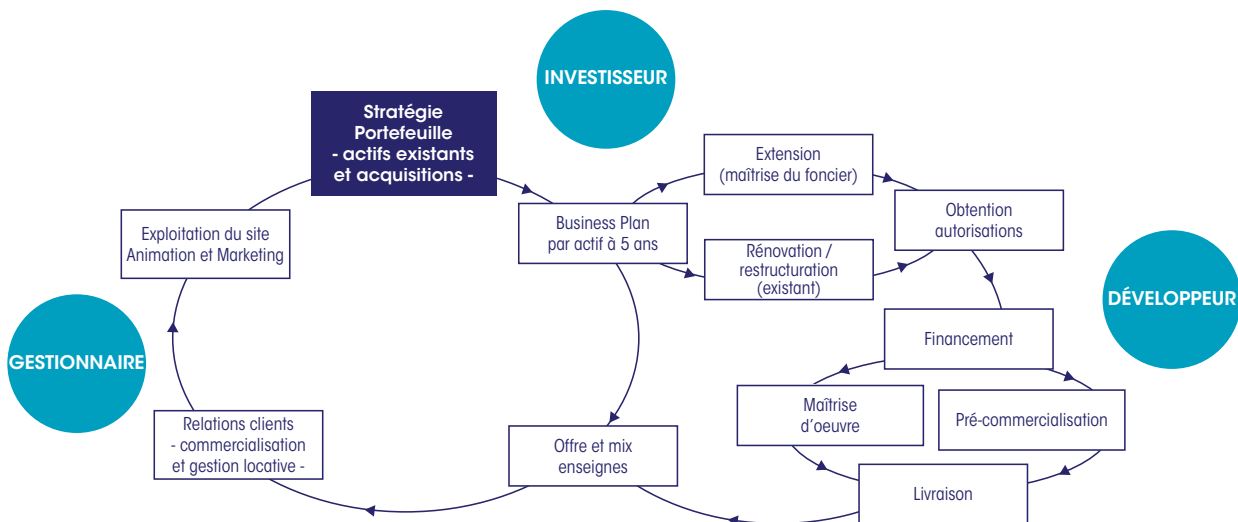 INVESTISSEUR
Stratégie
Portefeuille
- actifs existants
et acquisitions -
Extension
(maîtrise du foncier)
Business Plan
par actif à 5 ans
Obtention
autorisations
Exploitation du site
Animation et Marketing
Rénovation /
restructuration
(existant)
DÉVELOPPEUR
GESTIONNAIRE
Financement
Maîtrise
d'oeuvre
Pré-commercialisation
Relations clients
- commercialisation
et gestion locative -
Offre et mix
enseignes
Livraison